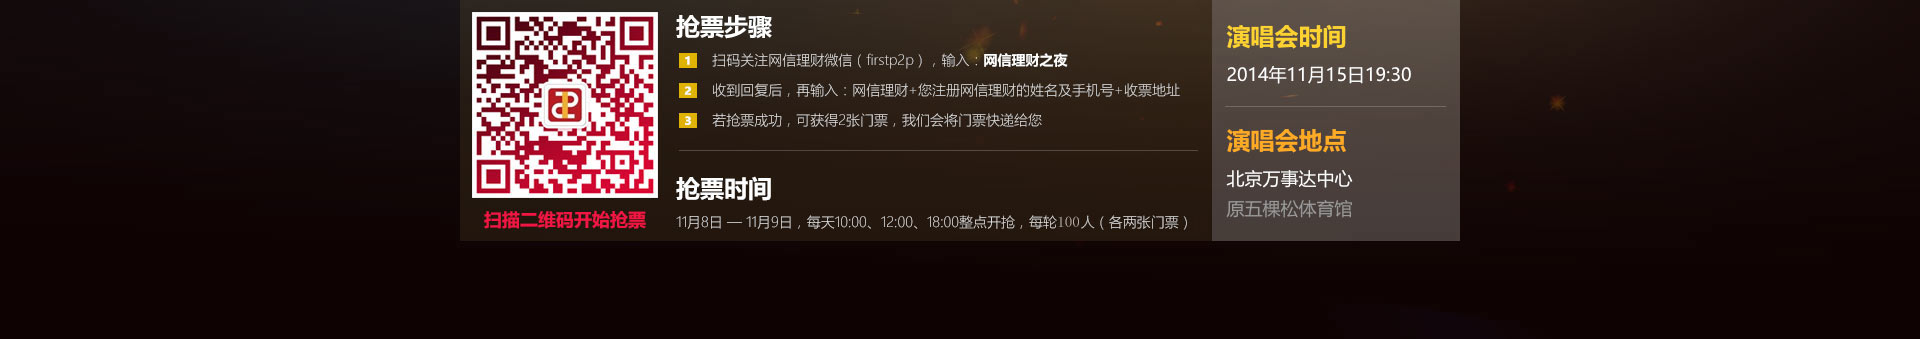 扫描二维码开始抢票
抢票步骤
1 扫码关注网信理财微信（firstp2p），输入：网信理财之夜
2 收到回复后，再输入：网信理财+您注册网信理财的姓名及手机号+收票地址
3 若抢票成功，可获得2张门票，我们会将门票快递给您
抢票时间
11月8日 — 11月9日，每天10:00、12:00、18:00整点开抢，每轮100人（各两张门票）
演唱会时间
2014年11月15日19:30
演唱会地点
北京万事达中心
原五棵松体育馆